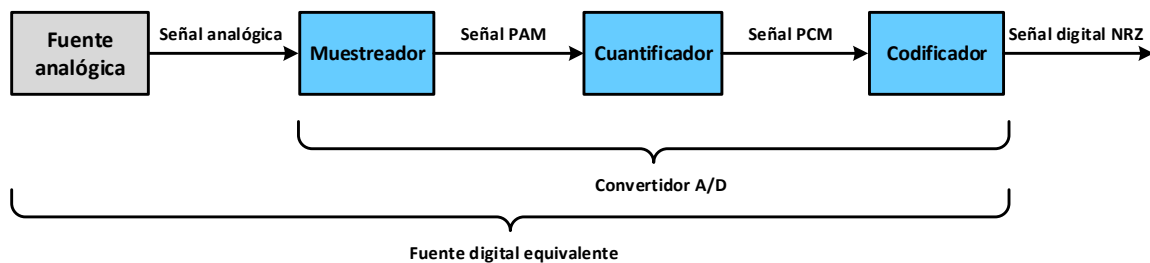 Fuente
analógica
Señal analógica
Muestreador
Señal PAM
Cuantificador
Señal PCM
Codificador
Señal digital NRZ
Convertidor A/D
Fuente digital equivalente